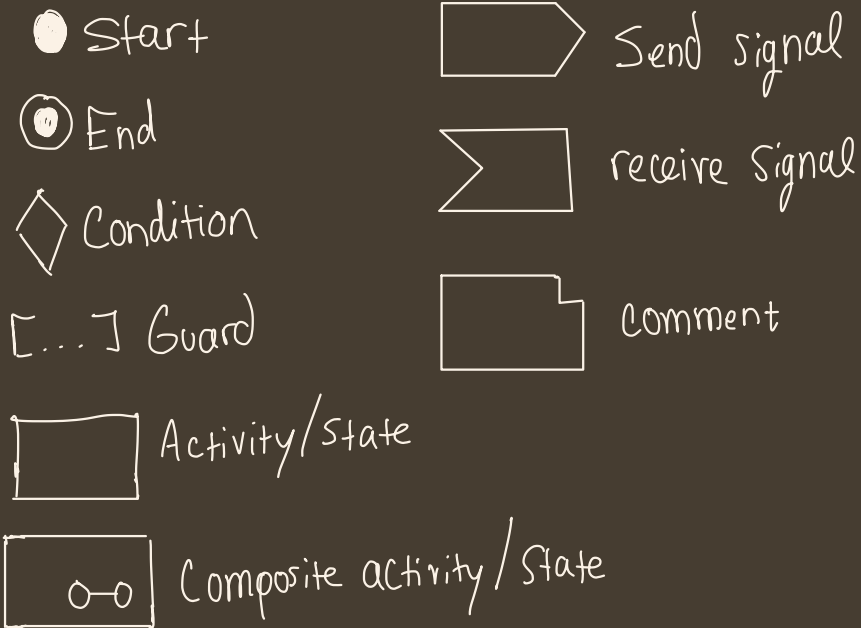 Start
End
Condition
[...] Guard
Activity/State
Composite activity/State
Send signal
receive signal
comment